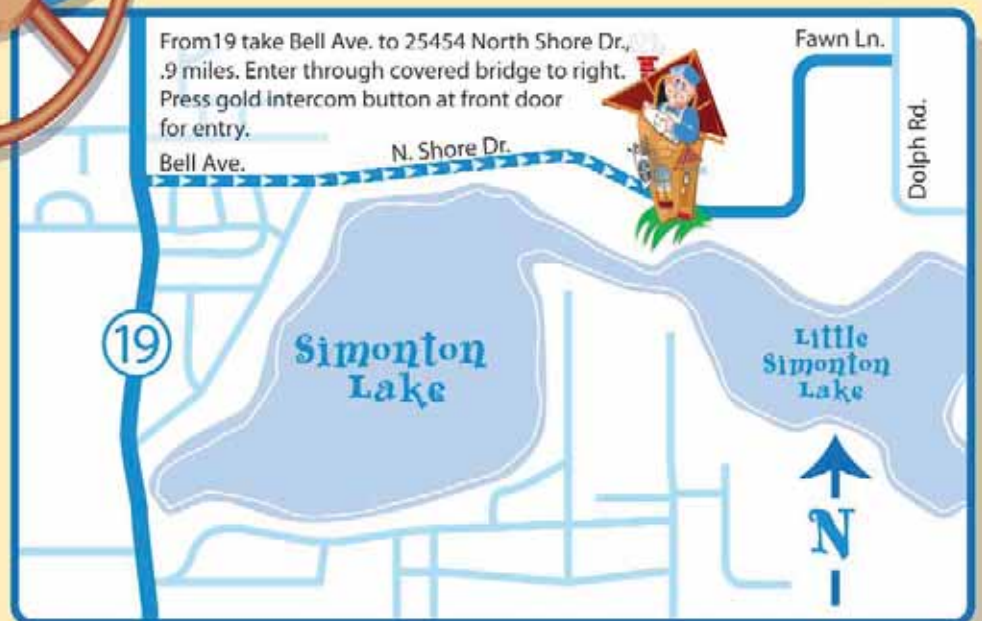 From19 take Bell Ave. to 25454 North Shore Dr.,
.9 miles. Enter through covered bridge to right.
Press gold intercom button at front door
for entry.
Bell Ave.
N. Shore Dr.
Fawn Ln.
Dolph Rd.
19
Simonton
Lake
Little
Simonton
Lake
N